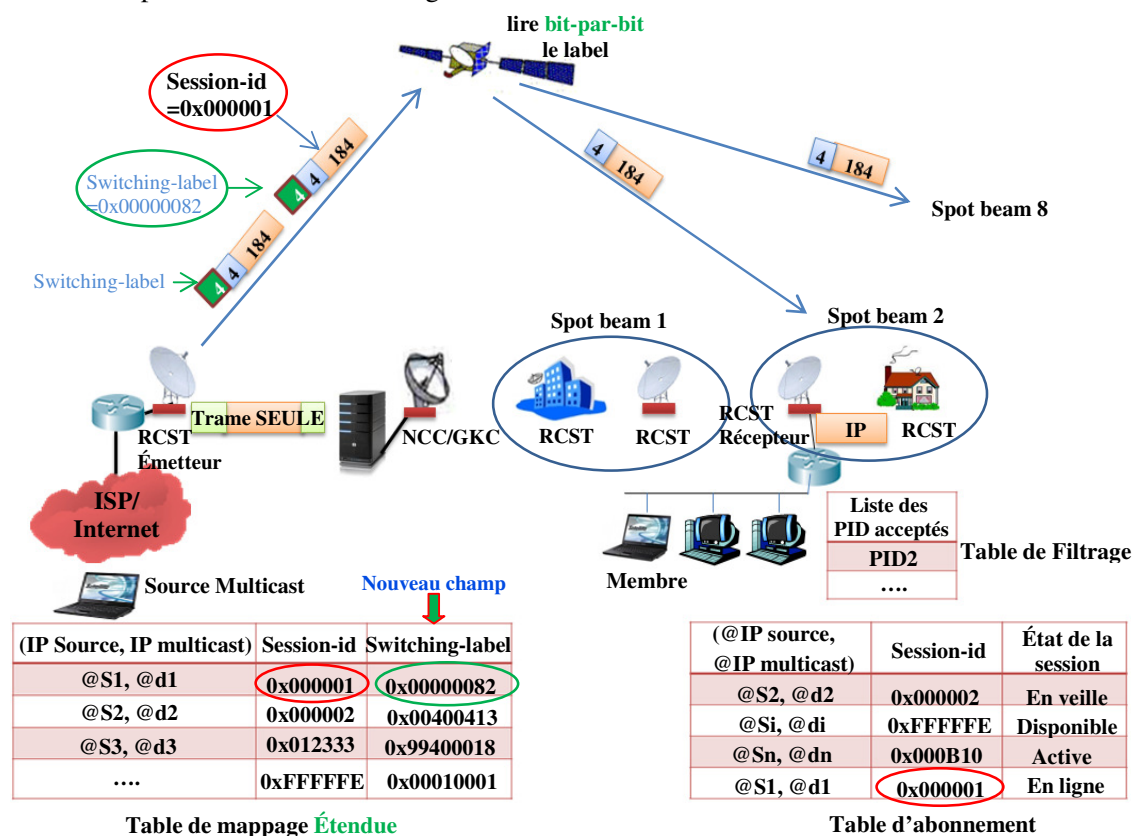 lire bit-par-bit
le label
Session-id
=0x000001
184
4
4
Switching-label
=0x00000082
184
4
4
Switching-label
4
184
4
184
Spot beam 8
Spot beam 1
Spot beam 2
Trame SEULE
RCST
Émetteur
NCC/GKC
RCST
RCST
RCST
Récepteur
IP
RCST
ISP/
Internet
Membre
Liste des
PID acceptés
PID2
….
Table de Filtrage
Source Multicast
Nouveau champ
(IP Source, IP multicast) Session-id Switching-label
@S1, @d1 0x000001 0x00000082
@S2, @d2 0x000002 0x00400413
@S3, @d3 0x012333 0x99400018
…. 0xFFFFFE 0x00010001
Table de mappage Étendue
(@IP source,
@IP multicast)
Session-id
État de la
session
@S2, @d2 0x000002 En veille
@Si, @di 0xFFFFFE Disponible
@Sn, @dn 0x000B10 Active
@S1, @d1 0x000001 En ligne
Table d'abonnement